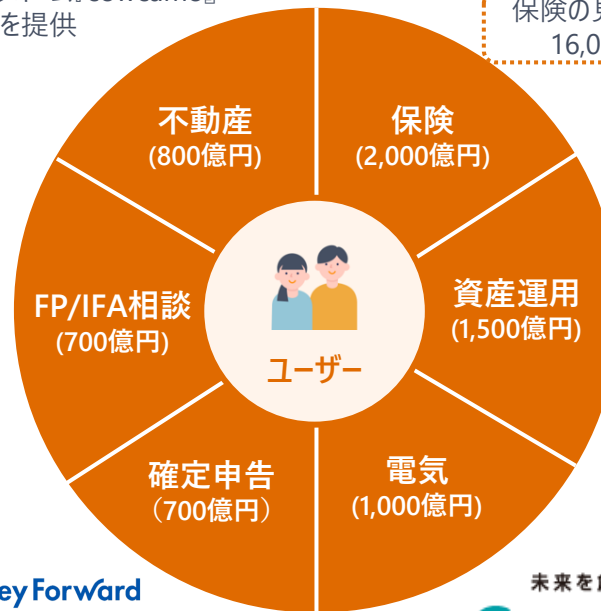 『cowcamo』
を提供
保険の
16,0
不動産
(800億円)
保険
(2,000億円)
FP/IFA相談
(700億円)
ユーザー
資産運用
(1,500億円)
確定申告
（700億円）
電気
(1,000億円)
ey Forward
未来を